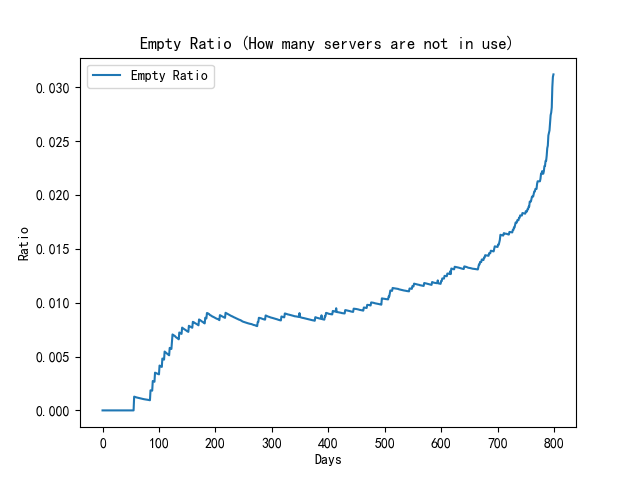 Empty Ratio (How many servers are not in use)
Empty Ratio
0.030
0.025
0.020
0.015
0.010
0.005
0.000
Ratio
0 100 200 300 400 500 600 700 800
Days